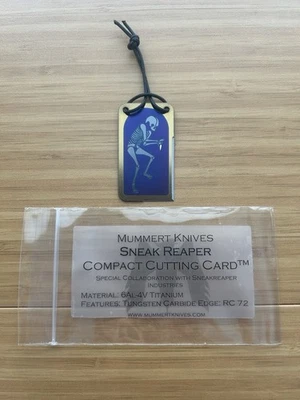 Mummert Knives
Sneak Reaper
Compact Cutting Card™
Special Collaboration with Sneakreaper
Industries
Material: 6Al-4V Titanium
Features: Tungsten Carbide Edge: RC 72
www.mummertknives.com